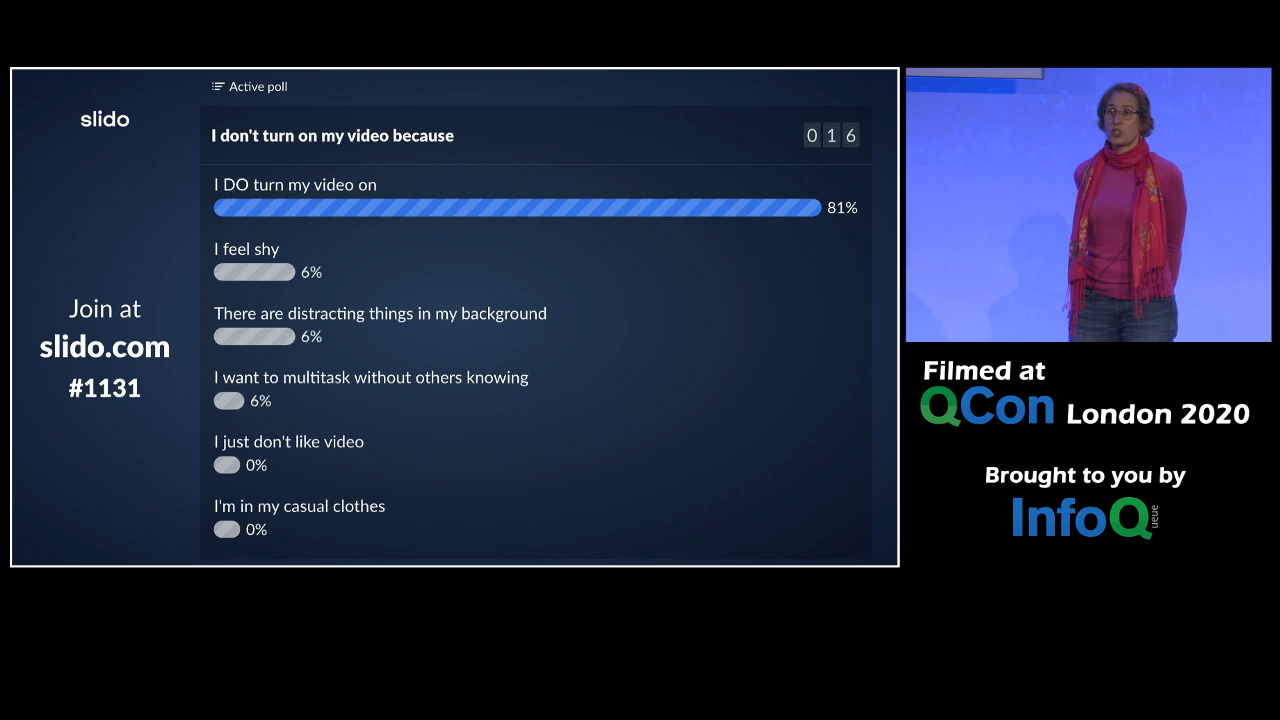 Active poll
slido
I don't turn on my video because
016
I DO turn my video on
81%
I feel shy
6%
There are distracting things in my background
6%
I want to multitask without others knowing
6%
I just don't like video
0%
I'm in my casual clothes
0%
Join at
slido.com
#1131
Filmed at
QCon London 2020
Brought to you by
InfoQueue